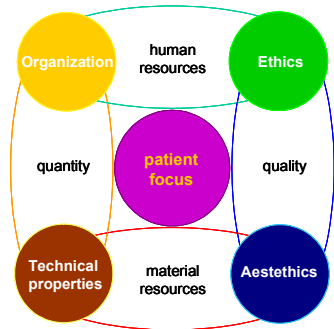 human
resources
Organization
Ethics
quantity
patient
focus
quality
Technical
properties
material
resources
Aestethics